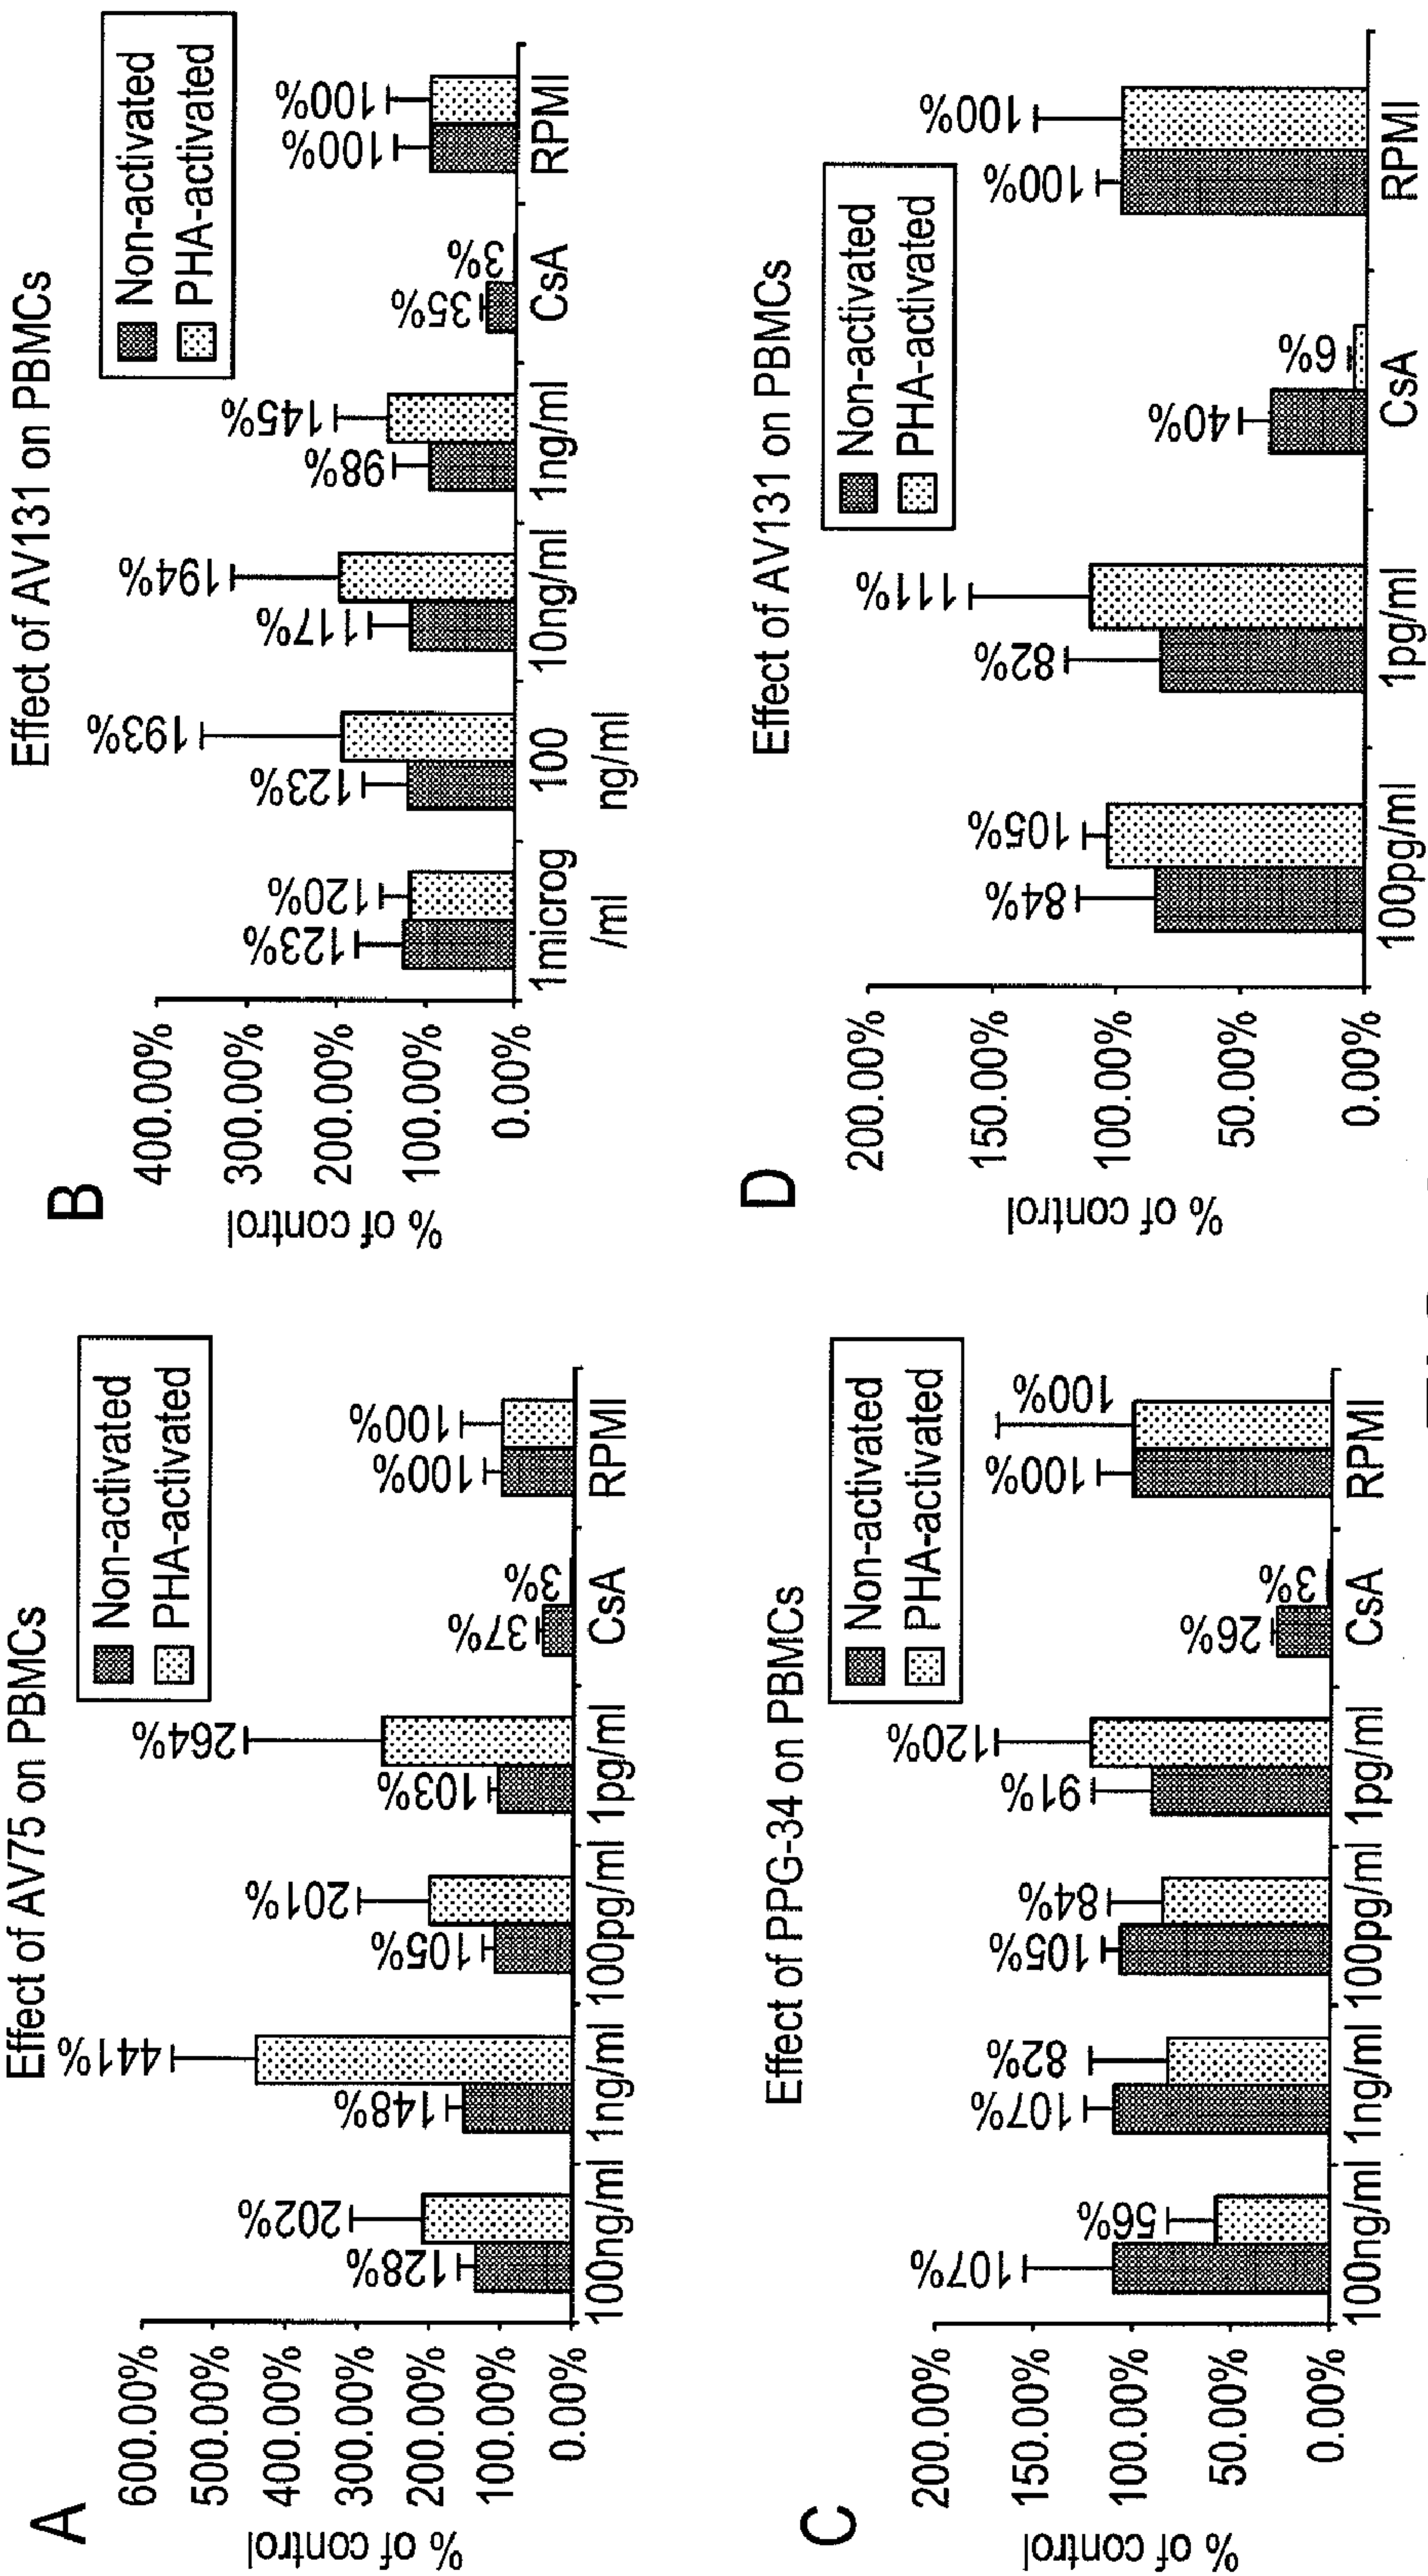 A
Effect of AV75 on PBMCs
Non-activated
PHA-activated
% of control
600.00%
500.00%
400.00%
300.00%
200.00%
100.00%
0.00%
128%
202%
148%
441%
105%
201%
103%
264%
37%
3%
100%
100%
100ng/ml
1ng/ml
100pg/ml
1pg/ml
CsA
RPMI
B
Effect of AV131 on PBMCs
Non-activated
PHA-activated
% of control
400.00%
300.00%
200.00%
100.00%
0.00%
123%
120%
123%
193%
117%
194%
98%
145%
35%
3%
100%
100%
1microg
/ml
100
ng/ml
10ng/ml
1ng/ml
CsA
RPMI
C
Effect of PPG-34 on PBMCs
Non-activated
PHA-activated
% of control
200.00%
150.00%
100.00%
50.00%
0.00%
107%
56%
107%
82%
105%
84%
91%
120%
26%
3%
100%
100%
100ng/ml
1ng/ml
100pg/ml
1pg/ml
CsA
RPMI
D
Effect of AV131 on PBMCs
Non-activated
PHA-activated
% of control
200.00%
150.00%
100.00%
50.00%
0.00%
84%
105%
82%
111%
40%
6%
100%
100%
100pg/ml
1pg/ml
CsA
RPMI